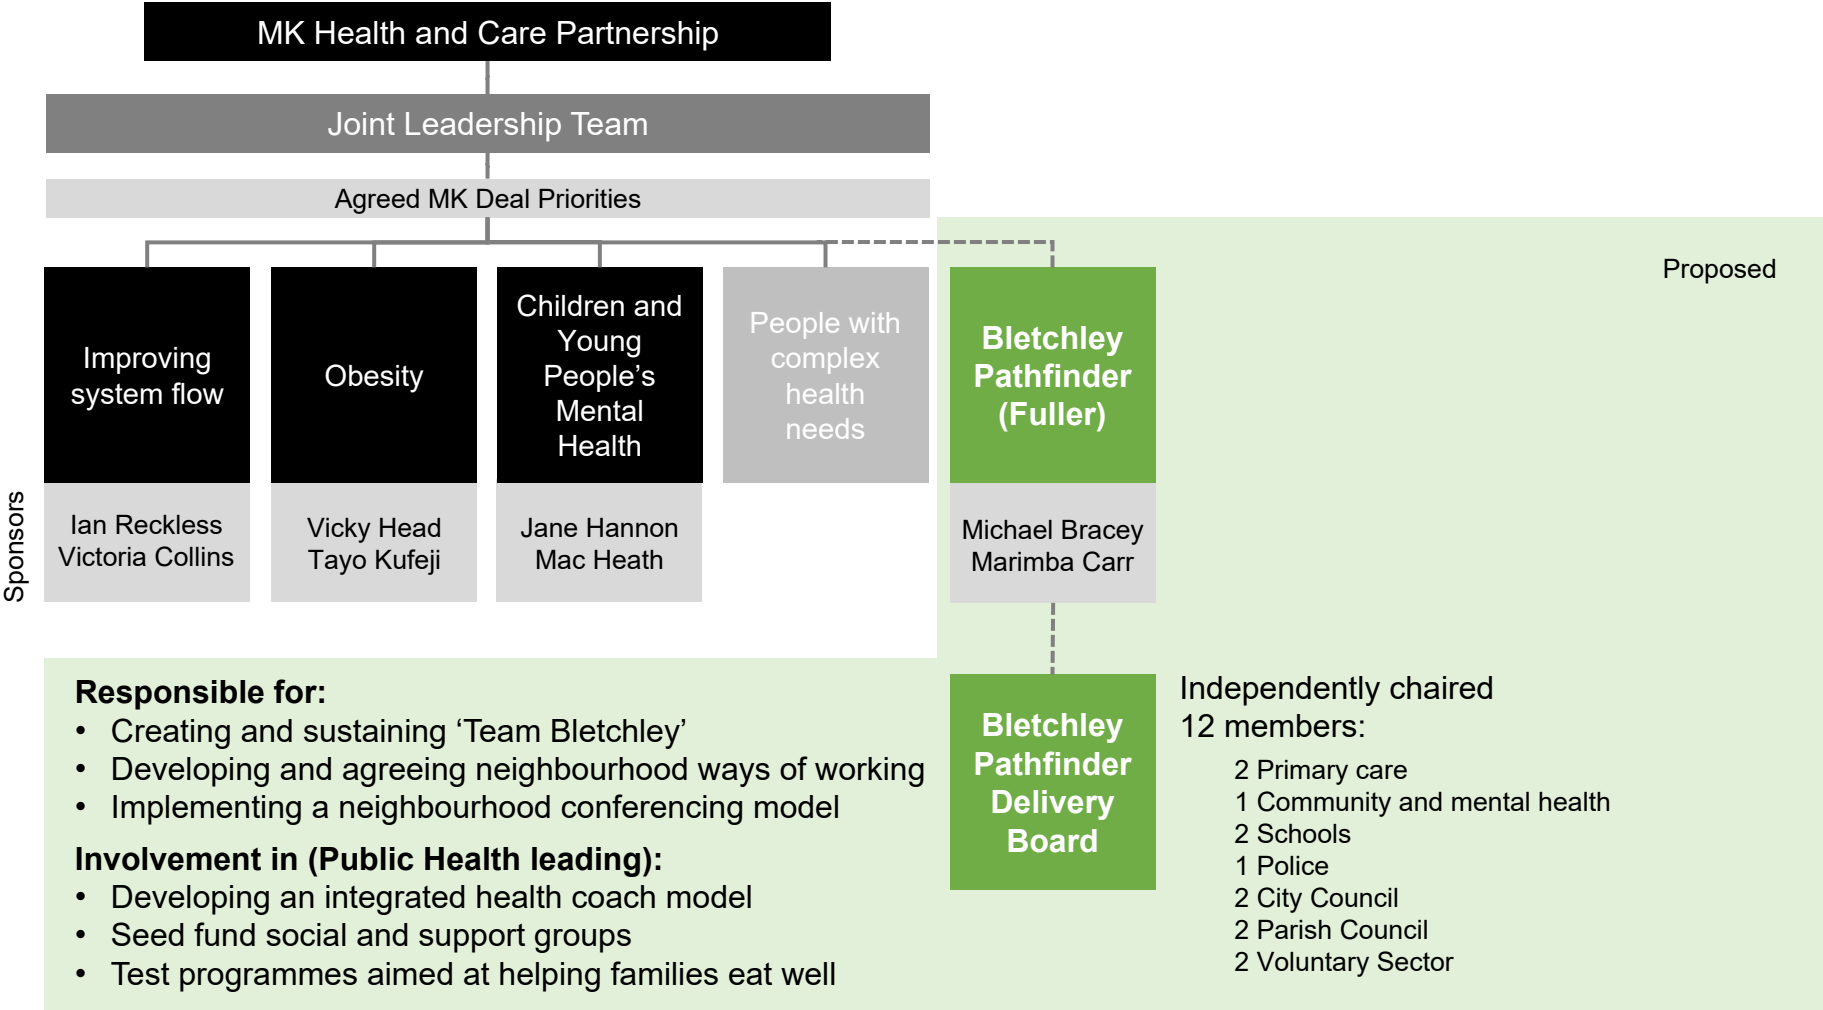 MK Health and Care Partnership
Joint Leadership Team
Agreed MK Deal Priorities
Proposed
Improving
system flow
Obesity
Children and
Young
People’s
Mental
Health
People with
complex
health
needs
Bletchley
Pathfinder
(Fuller)
Sponsors
Ian Reckless
Victoria Collins
Vicky Head
Tayo Kufeji
Jane Hannon
Mac Heath
Michael Bracey
Marimba Carr
Responsible for:
• Creating and sustaining ‘Team Bletchley’
• Developing and agreeing neighbourhood ways of working
• Implementing a neighbourhood conferencing model
Involvement in (Public Health leading):
• Developing an integrated health coach model
• Seed fund social and support groups
• Test programmes aimed at helping families eat well
Bletchley
Pathfinder
Delivery
Board
Independently chaired
12 members:
2 Primary care
1 Community and mental health
2 Schools
1 Police
2 City Council
2 Parish Council
2 Voluntary Sector